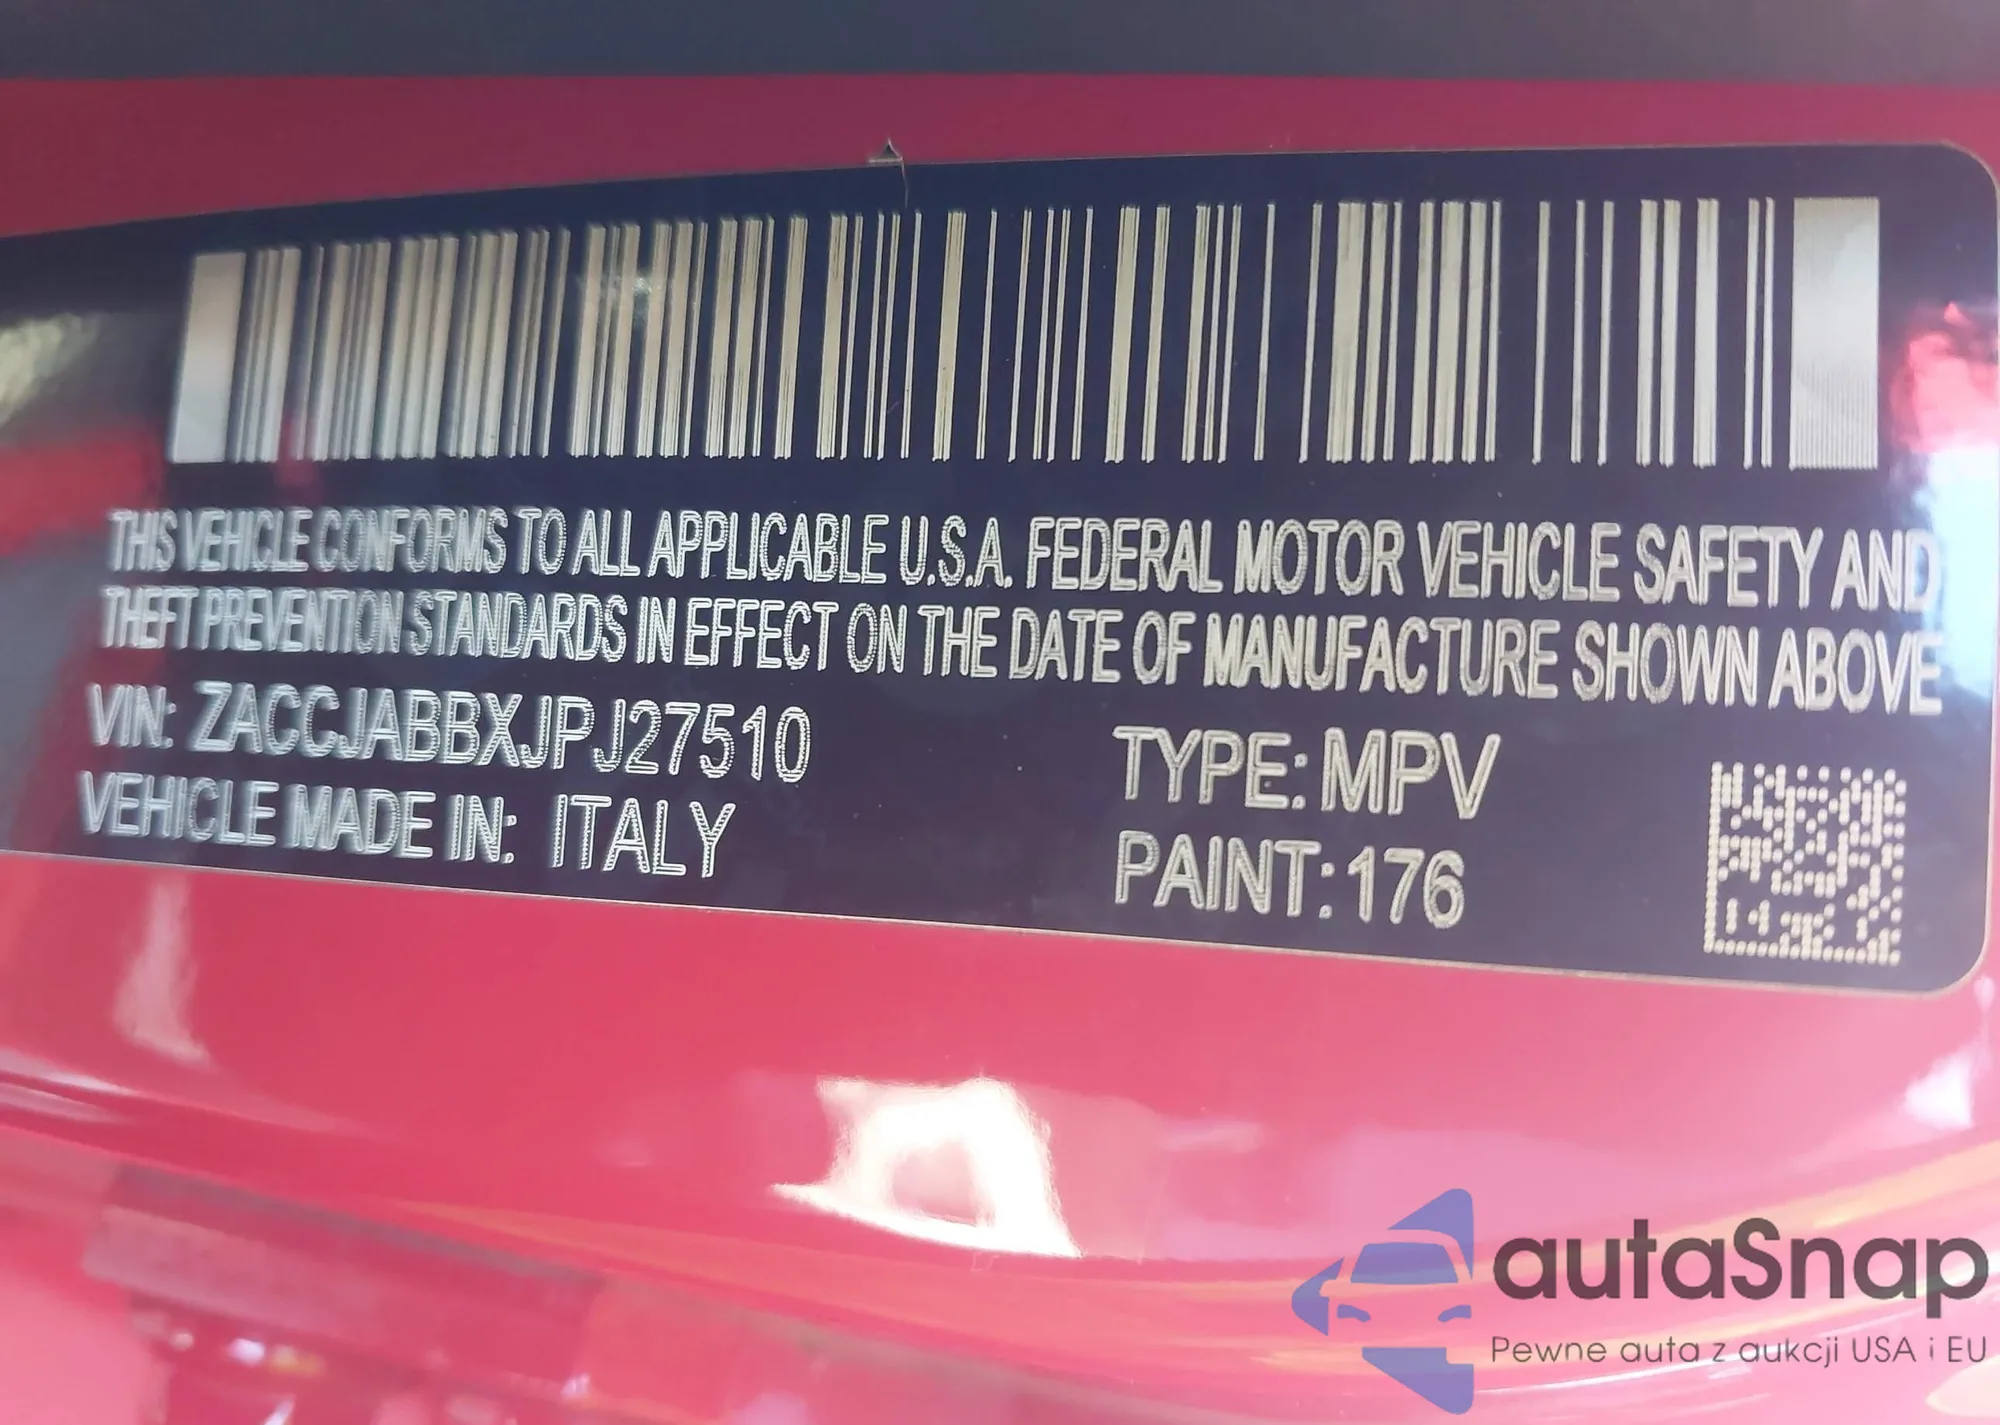 THIS VEHICLE CONFORMS TO ALL APPLICABLE U.S.A. FEDERAL MOTOR VEHICLE SAFETY AND
THEFT PREVENTION STANDARDS IN EFFECT ON THE DATE OF MANUFACTURE SHOWN ABOVE
VIN: ZACCJABBXJPJ27510
TYPE: MPV
VEHICLE MADE IN: ITALY
PAINT: 176
autaSnap
Pewne auta z aukcji USA i EU